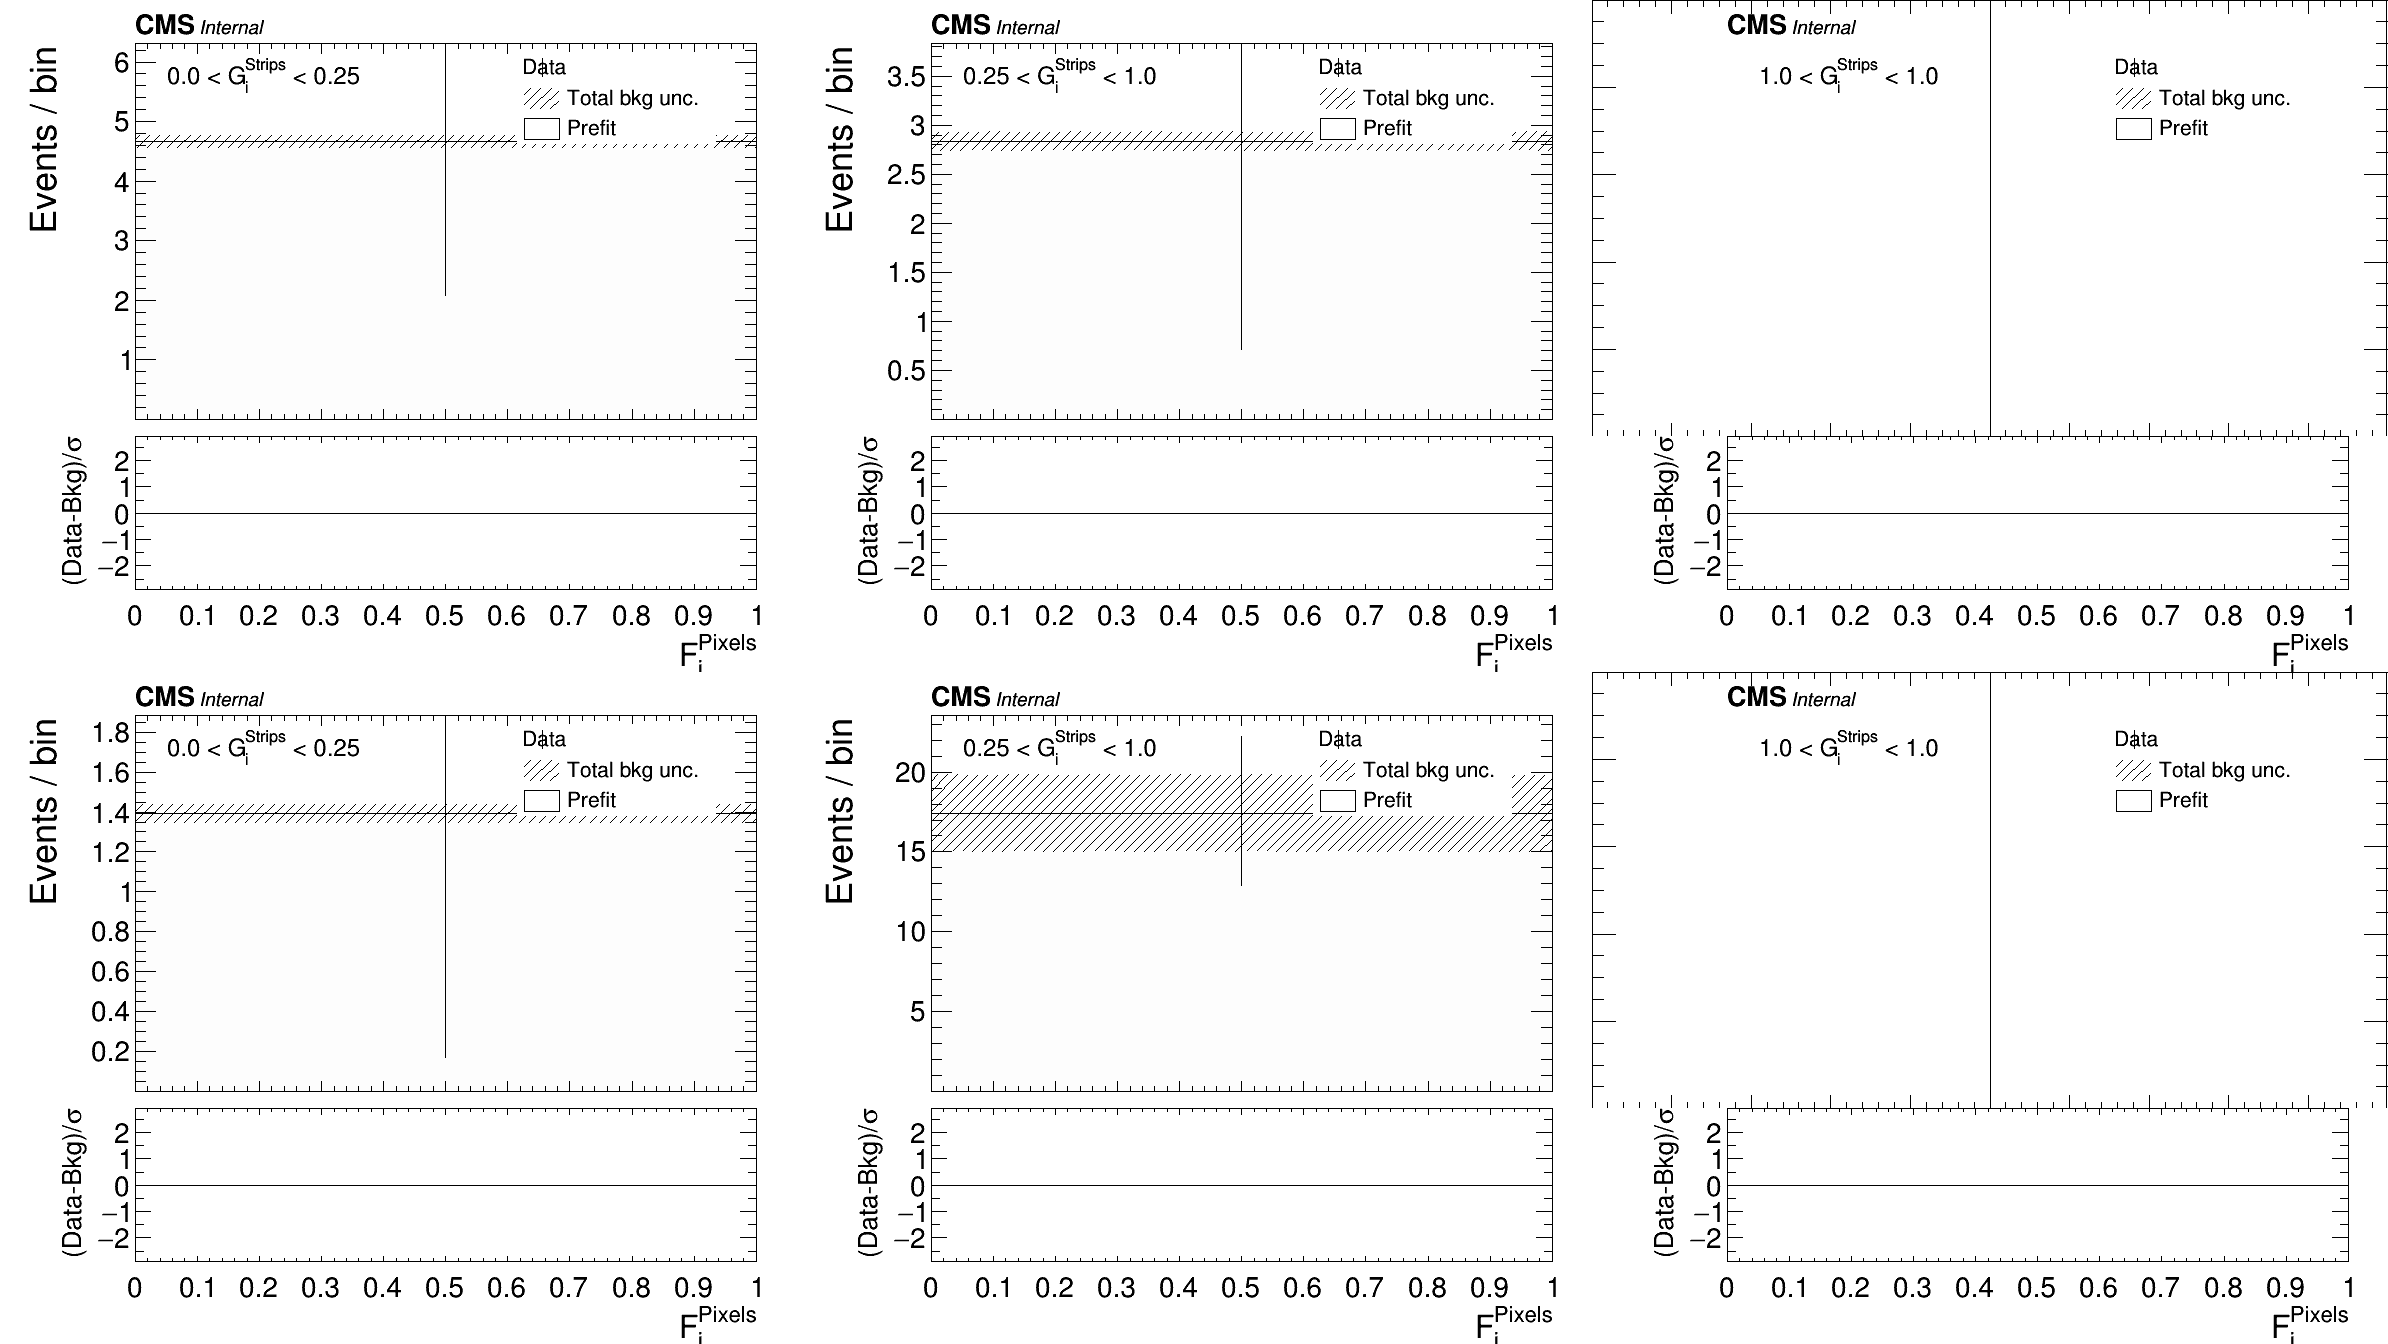 CMS Internal
Events / bin
0.0 < G_i^Strips < 0.25
Data
Total bkg unc.
Prefit
6
5
4
3
2
1
(Data-Bkg)/σ
2
1
0
−1
−2
0 0.1 0.2 0.3 0.4 0.5 0.6 0.7 0.8 0.9 1
F_i^Pixels
CMS Internal
Events / bin
0.25 < G_i^Strips < 1.0
Data
Total bkg unc.
Prefit
3.5
3
2.5
2
1.5
1
0.5
(Data-Bkg)/σ
2
1
0
−1
−2
0 0.1 0.2 0.3 0.4 0.5 0.6 0.7 0.8 0.9 1
F_i^Pixels
CMS Internal
1.0 < G_i^Strips < 1.0
Data
Total bkg unc.
Prefit
(Data-Bkg)/σ
2
1
0
−1
−2
0 0.1 0.2 0.3 0.4 0.5 0.6 0.7 0.8 0.9 1
F_i^Pixels
CMS Internal
Events / bin
0.0 < G_i^Strips < 0.25
Data
Total bkg unc.
Prefit
1.8
1.6
1.4
1.2
1
0.8
0.6
0.4
0.2
(Data-Bkg)/σ
2
1
0
−1
−2
0 0.1 0.2 0.3 0.4 0.5 0.6 0.7 0.8 0.9 1
F_i^Pixels
CMS Internal
Events / bin
0.25 < G_i^Strips < 1.0
Data
Total bkg unc.
Prefit
20
15
10
5
(Data-Bkg)/σ
2
1
0
−1
−2
0 0.1 0.2 0.3 0.4 0.5 0.6 0.7 0.8 0.9 1
F_i^Pixels
CMS Internal
1.0 < G_i^Strips < 1.0
Data
Total bkg unc.
Prefit
(Data-Bkg)/σ
2
1
0
−1
−2
0 0.1 0.2 0.3 0.4 0.5 0.6 0.7 0.8 0.9 1
F_i^Pixels